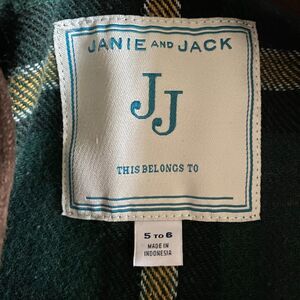 JANIE AND JACK
JJ
THIS BELONGS TO
5 TO 6
MADE IN
INDONESIA